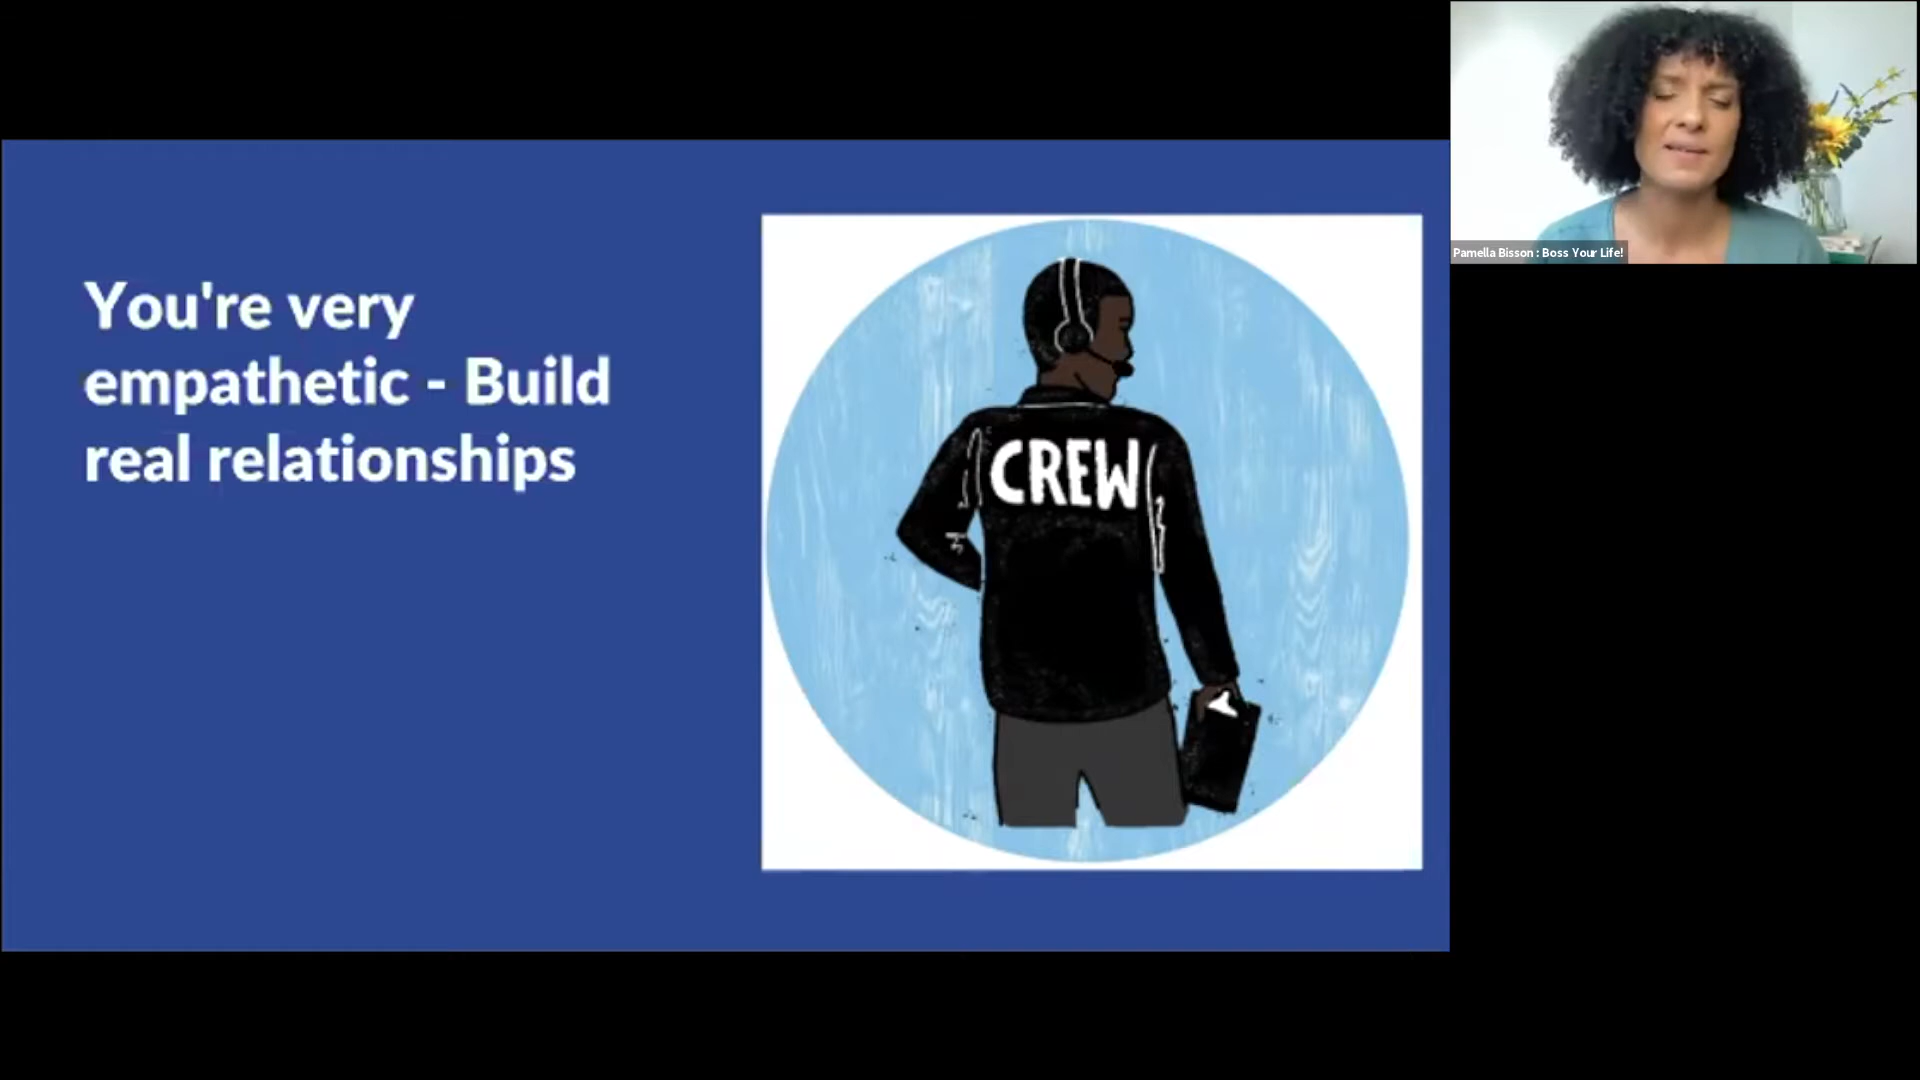 You're very
empathetic - Build
real relationships
CREW
Pamella Bisson : Boss Your Life!